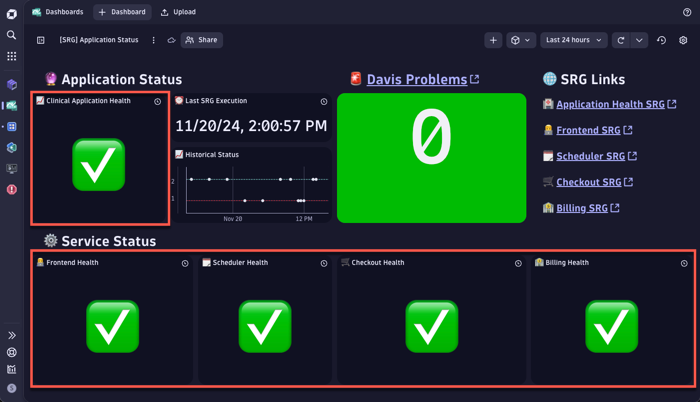 Dashboards
+ Dashboard
Upload
[SRG] Application Status
Share
Last 24 hours
Application Status
Davis Problems
SRG Links
Clinical Application Health
Last SRG Execution
11/20/24, 2:00:57 PM
Historical Status
2
1
Nov 20
12 PM
0
Application Health SRG
Frontend SRG
Scheduler SRG
Checkout SRG
Billing SRG
Service Status
Frontend Health
Scheduler Health
Checkout Health
Billing Health
S